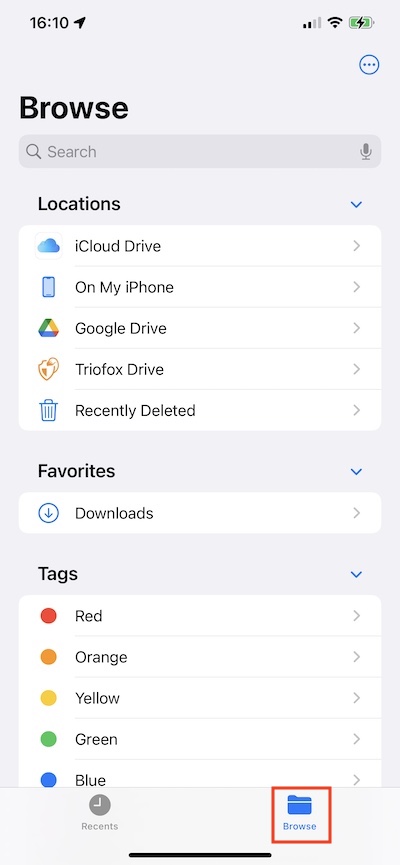 16:10
Browse
Search
Locations
iCloud Drive
On My iPhone
Google Drive
Triofox Drive
Recently Deleted
Favorites
Downloads
Tags
Red
Orange
Yellow
Green
Blue
Recents
Browse